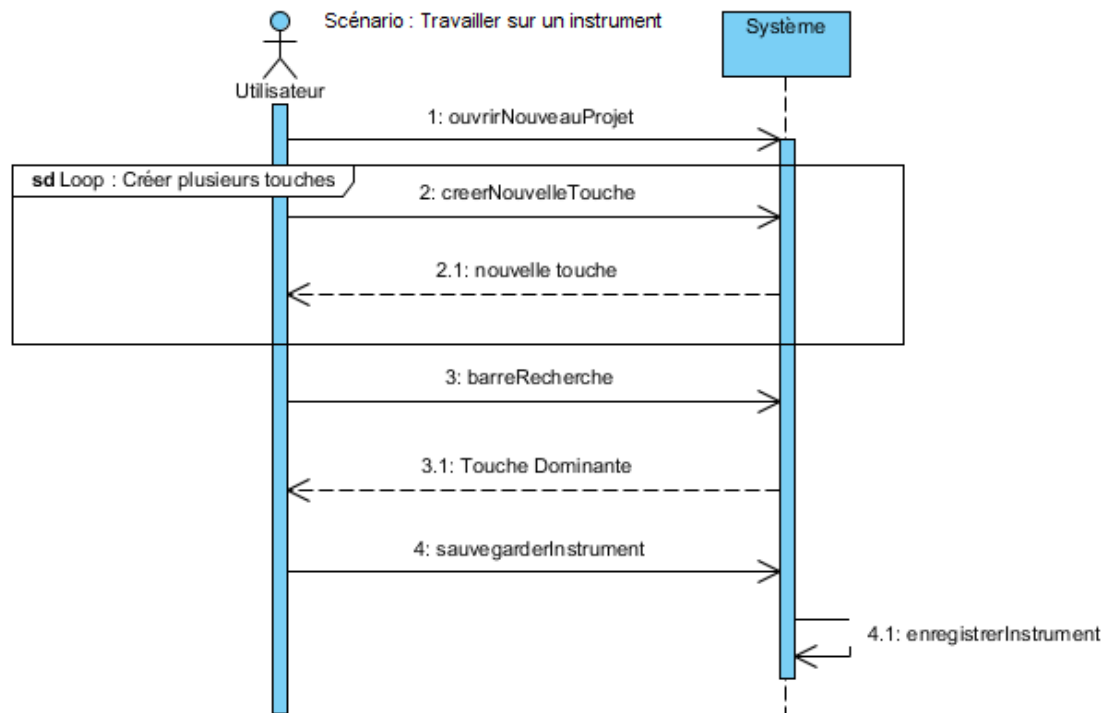 Scénario : Travailler sur un instrument
Système
Utilisateur
1: ouvrirNouveauProjet
sd Loop : Créer plusieurs touches
2: creerNouvelleTouche
2.1: nouvelle touche
3: barreRecherche
3.1: Touche Dominante
4: sauvegarderInstrument
4.1: enregistrerInstrument